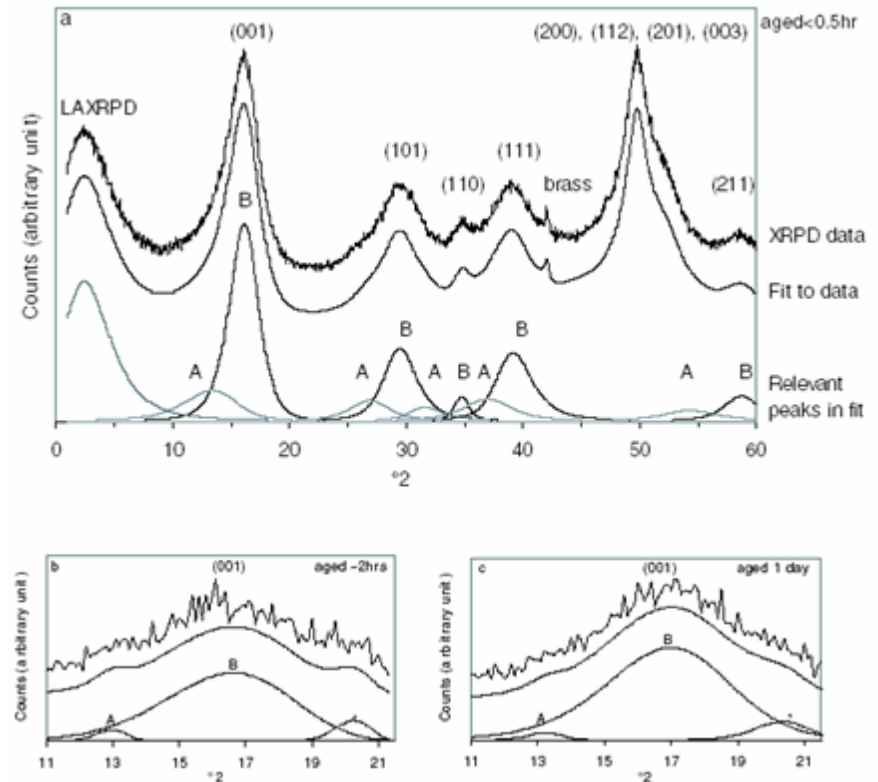 a
aged<0.5hr
(001)
(200), (112), (201), (003)
LAXRPD
(101)
(111)
(110)
brass
(211)
B
XRPD data
Fit to data
A
A
B
A
B
A
B
A
B
Relevant
peaks in fit
Counts (arbitrary unit)
0 10 20 30 40 50 60
°2
b
(001)
aged ~2hrs
B
A
*
Counts (arbitrary unit)
11 13 15 17 19 21
°2
c
(001)
aged 1 day
B
A
*
Counts (arbitrary unit)
11 13 15 17 19 21
°2